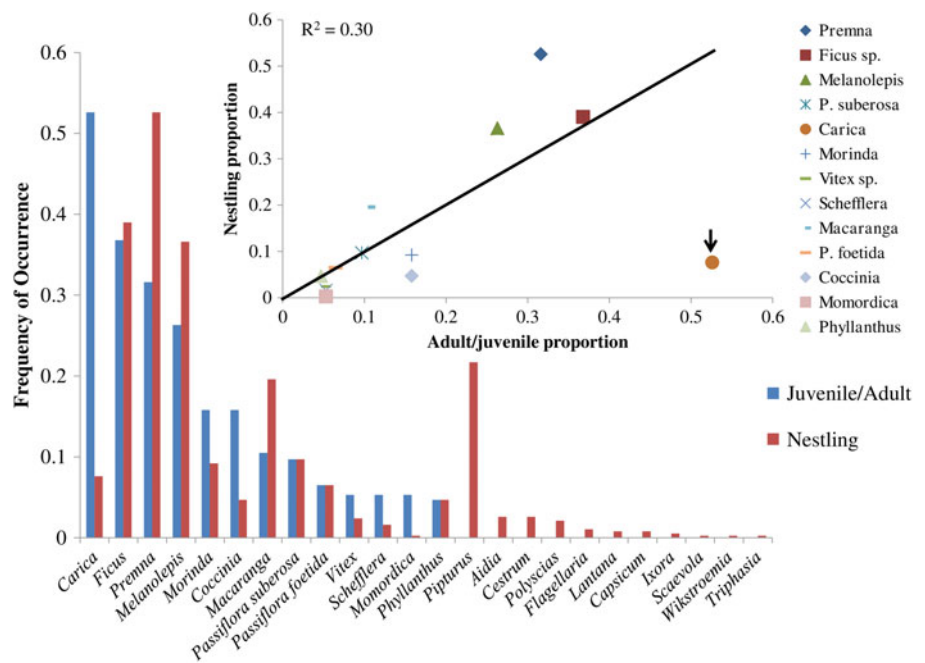 R² = 0.30
0.6
0.5
0.4
0.3
0.2
0.1
0
Frequency of Occurrence
0.6
0.5
0.4
0.3
0.2
0.1
0
Nestling proportion
0
0.1
0.2
0.3
0.4
0.5
0.6
Adult/juvenile proportion
Premna
Ficus sp.
Melanolepis
P. suberosa
Carica
Morinda
Vitex sp.
Schefflera
Macaranga
P. foetida
Coccinia
Momordica
Phyllanthus
Juvenile/Adult
Nestling
Carica
Ficus
Premna
Melanolepis
Morinda
Coccinia
Macaranga
Passiflora suberosa
Passiflora foetida
Vitex
Schefflera
Momordica
Phyllanthus
Pipturus
Aidia
Cestrum
Polyscias
Flagellaria
Lantana
Capsicum
Ixora
Scaevola
Wikstroemia
Triphasia